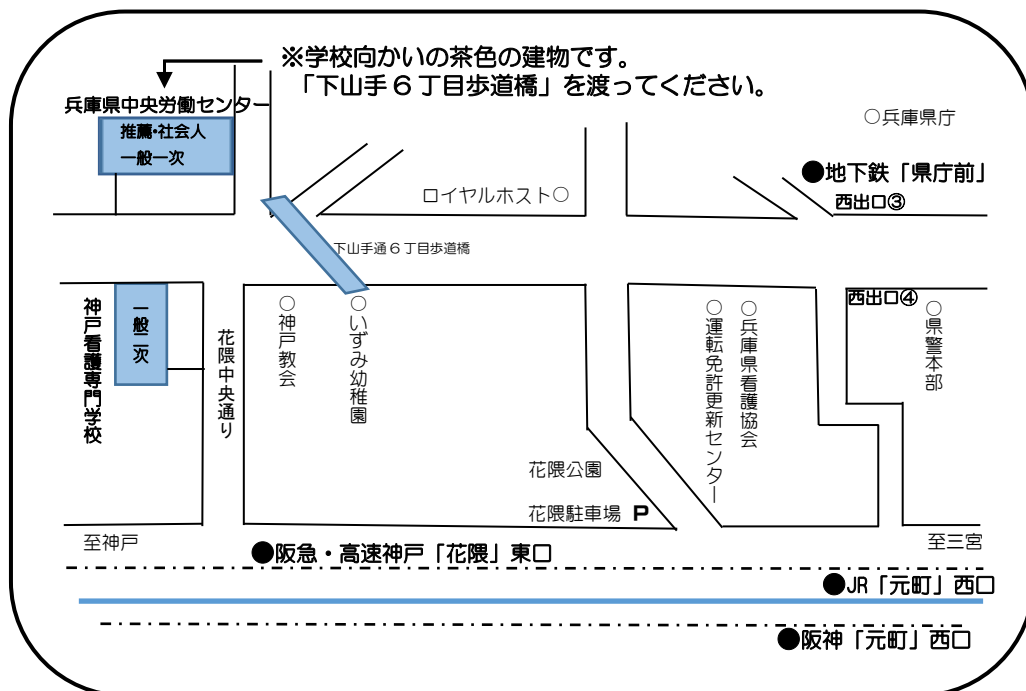 ※学校向かいの茶色の建物です。
「下山手６丁目歩道橋」を渡ってください。
兵庫県中央労働センター
推薦・社会人
一般一次
○兵庫県庁
●地下鉄「県庁前」
西出口③
ロイヤルホスト○
下山手通６丁目歩道橋
西出口④
神戸看護専門学校
一般二次
花隈中央通り
○神戸教会
○いずみ幼稚園
○運転免許更新センター
○兵庫県看護協会
○県警本部
花隈公園
花隈駐車場 P
至神戸
至三宮
●阪急・高速神戸「花隈」東口
●JR「元町」西口
●阪神「元町」西口